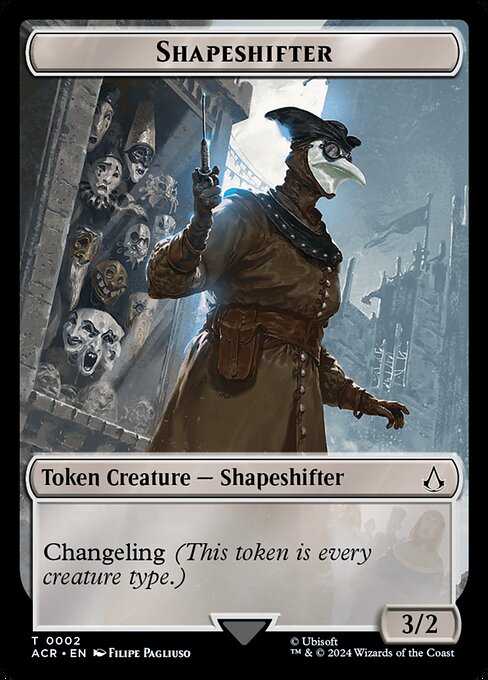 Shapeshifter
Token Creature — Shapeshifter
Changeling (This token is every
creature type.)
3/2
T 0002
ACR • EN Filipe Pagliuso
© Ubisoft
™ & © 2024 Wizards of the Coast